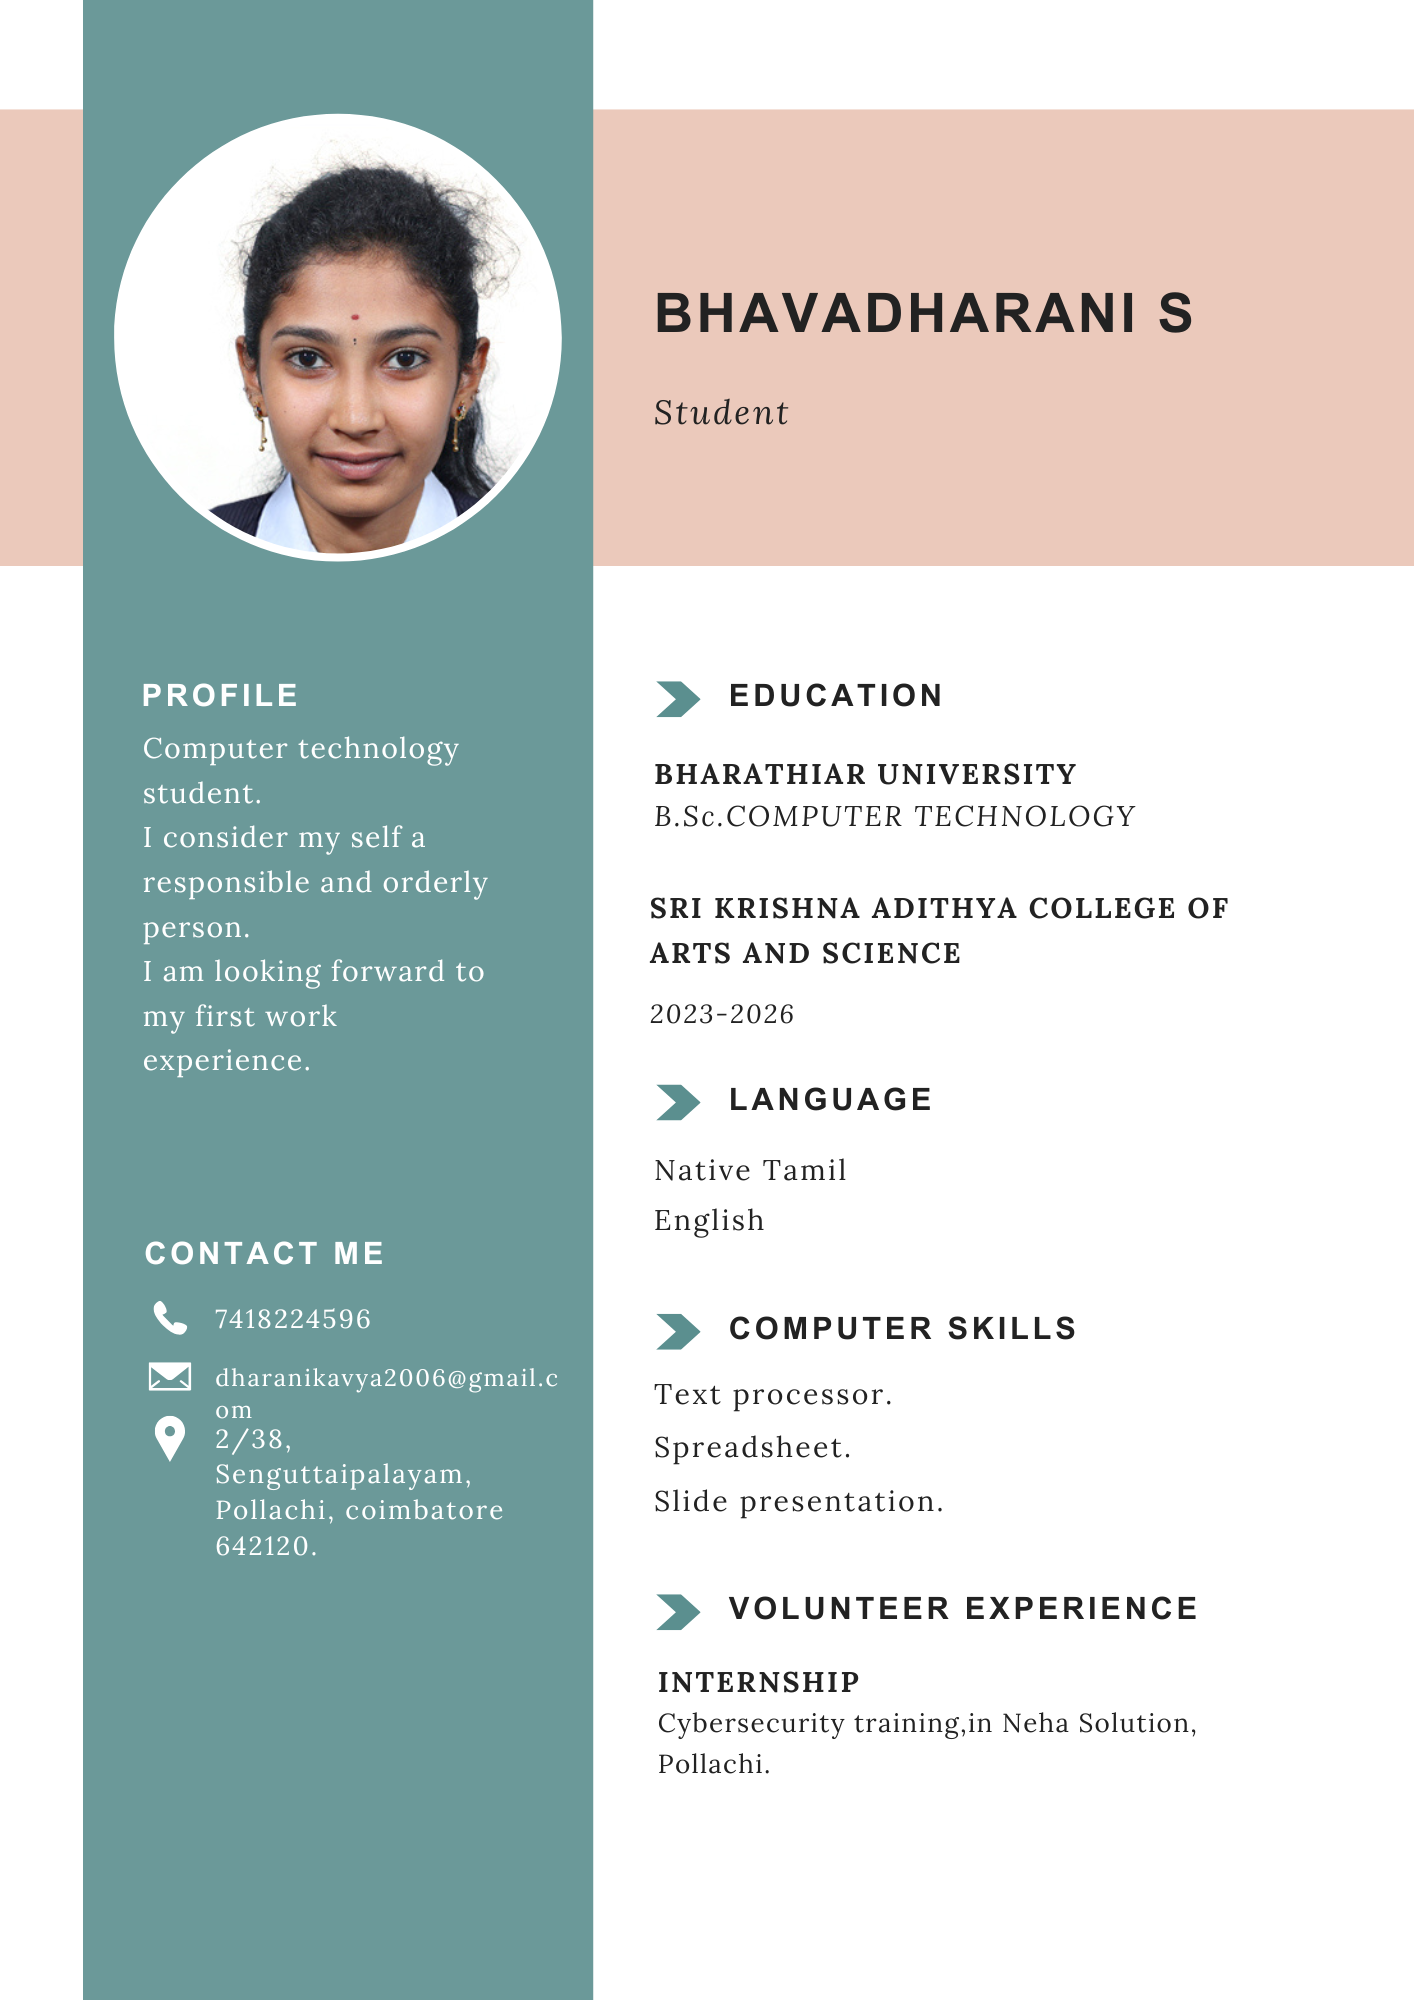 BHAVADHARANI S
Student
PROFILE
Computer technology
student.
I consider my self a
responsible and orderly
person.
I am looking forward to
my first work
experience.
CONTACT ME
7418224596
dharanikavya2006@gmail.c
om
2/38,
Senguttaipalayam,
Pollachi, coimbatore
642120.
EDUCATION
BHARATHIAR UNIVERSITY
B.Sc.COMPUTER TECHNOLOGY
SRI KRISHNA ADITHYA COLLEGE OF
ARTS AND SCIENCE
2023-2026
LANGUAGE
Native Tamil
English
COMPUTER SKILLS
Text processor.
Spreadsheet.
Slide presentation.
VOLUNTEER EXPERIENCE
INTERNSHIP
Cybersecurity training,in Neha Solution,
Pollachi.